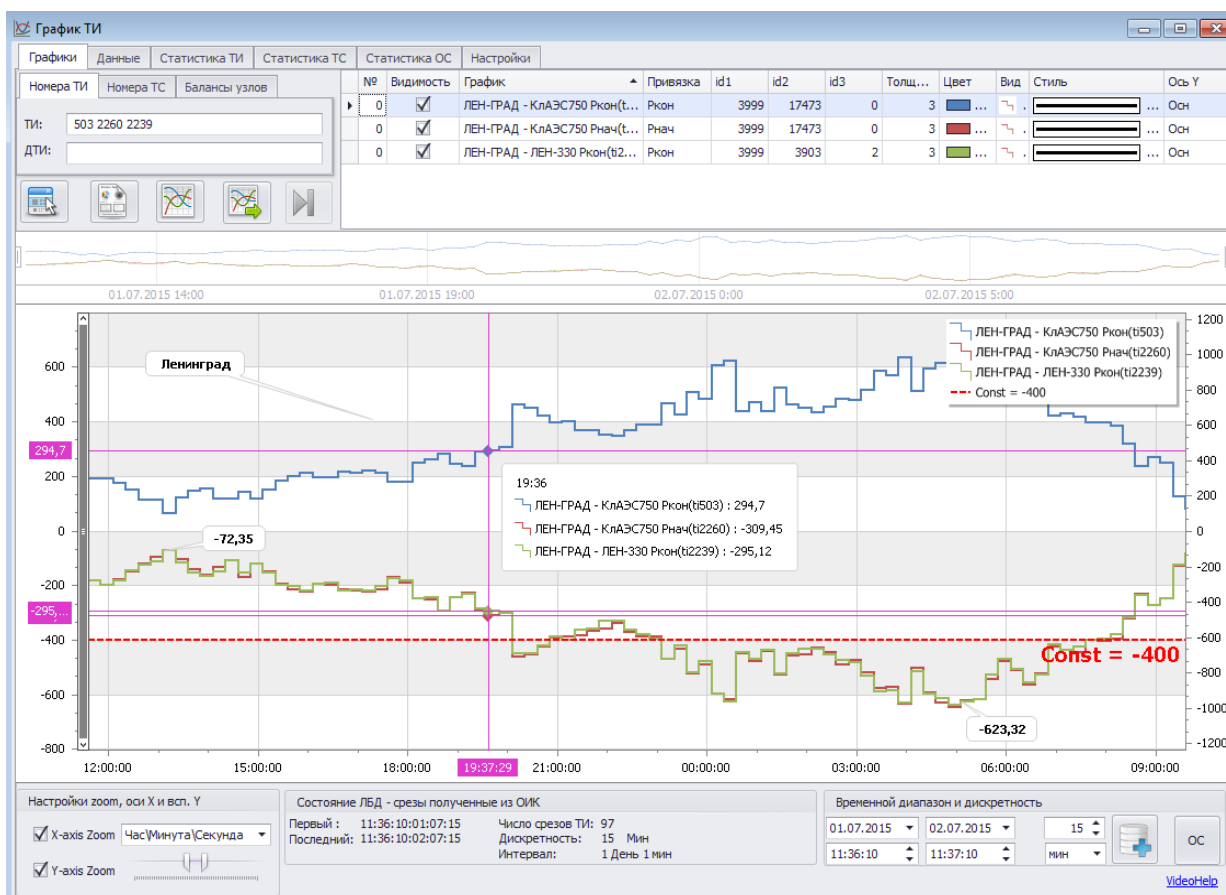 График ТИ
Графики Данные Статистика ТИ Статистика ТС Статистика ОС Настройки
Номера ТИ Номера ТС Балансы узлов
ТИ: 503 2260 2239
ДТИ:
№ Видимость График Привязка id1 id2 id3 Толщ... Цвет Вид Стиль Ось Y
0 ЛЕН-ГРАД - КлАЭС750 Ркон(t... Ркон 3999 17473 0 3 ... . ... Осн
0 ЛЕН-ГРАД - КлАЭС750 Рнач(t... Рнач 3999 17473 0 3 ... . ... Осн
0 ЛЕН-ГРАД - ЛЕН-330 Ркон(ti2... Ркон 3999 3903 2 3 ... . ... Осн
01.07.2015 14:00 01.07.2015 19:00 02.07.2015 0:00 02.07.2015 5:00
600
400
294,7
200
0
-200
-295,...
-400
-600
-800
Ленинград
-72,35
19:36
ЛЕН-ГРАД - КлАЭС750 Ркон(ti503) : 294,7
ЛЕН-ГРАД - КлАЭС750 Рнач(ti2260) : -309,45
ЛЕН-ГРАД - ЛЕН-330 Ркон(ti2239) : -295,12
ЛЕН-ГРАД - КлАЭС750 Ркон(ti503)
ЛЕН-ГРАД - КлАЭС750 Рнач(ti2260)
ЛЕН-ГРАД - ЛЕН-330 Ркон(ti2239)
Const = -400
Const = -400
-623,32
1200
1000
800
600
400
200
0
-200
-400
-600
-800
-1000
-1200
12:00:00 15:00:00 18:00:00 19:37:29 21:00:00 00:00:00 03:00:00 06:00:00 09:00:00
Настройки zoom, оси X и всп. Y
X-axis Zoom Час\Минута\Секунда
Y-axis Zoom
Состояние ЛБД - срезы полученные из ОИК
Первый : 11:36:10:01:07:15 Число срезов ТИ: 97
Последний: 11:36:10:02:07:15 Дискретность: 15 Мин
Интервал: 1 День 1 мин
Временной диапазон и дискретность
01.07.2015 02.07.2015 15
11:36:10 11:37:10 мин
ОС
VideoHelp